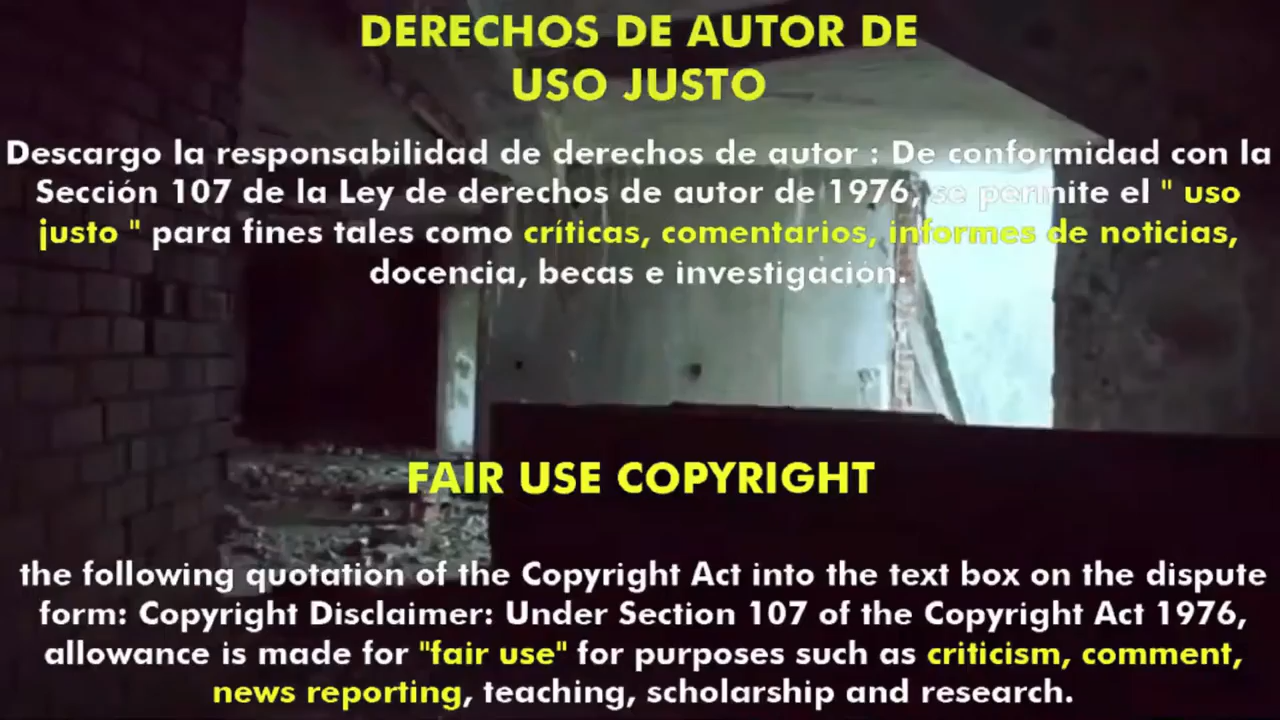 DERECHOS DE AUTOR DE
USO JUSTO
Descargo la responsabilidad de derechos de autor : De conformidad con la
Sección 107 de la Ley de derechos de autor de 1976, se permite el " uso
justo " para fines tales como críticas, comentarios, informes de noticias,
docencia, becas e investigación.
FAIR USE COPYRIGHT
the following quotation of the Copyright Act into the text box on the dispute
form: Copyright Disclaimer: Under Section 107 of the Copyright Act 1976,
allowance is made for "fair use" for purposes such as criticism, comment,
news reporting, teaching, scholarship and research.